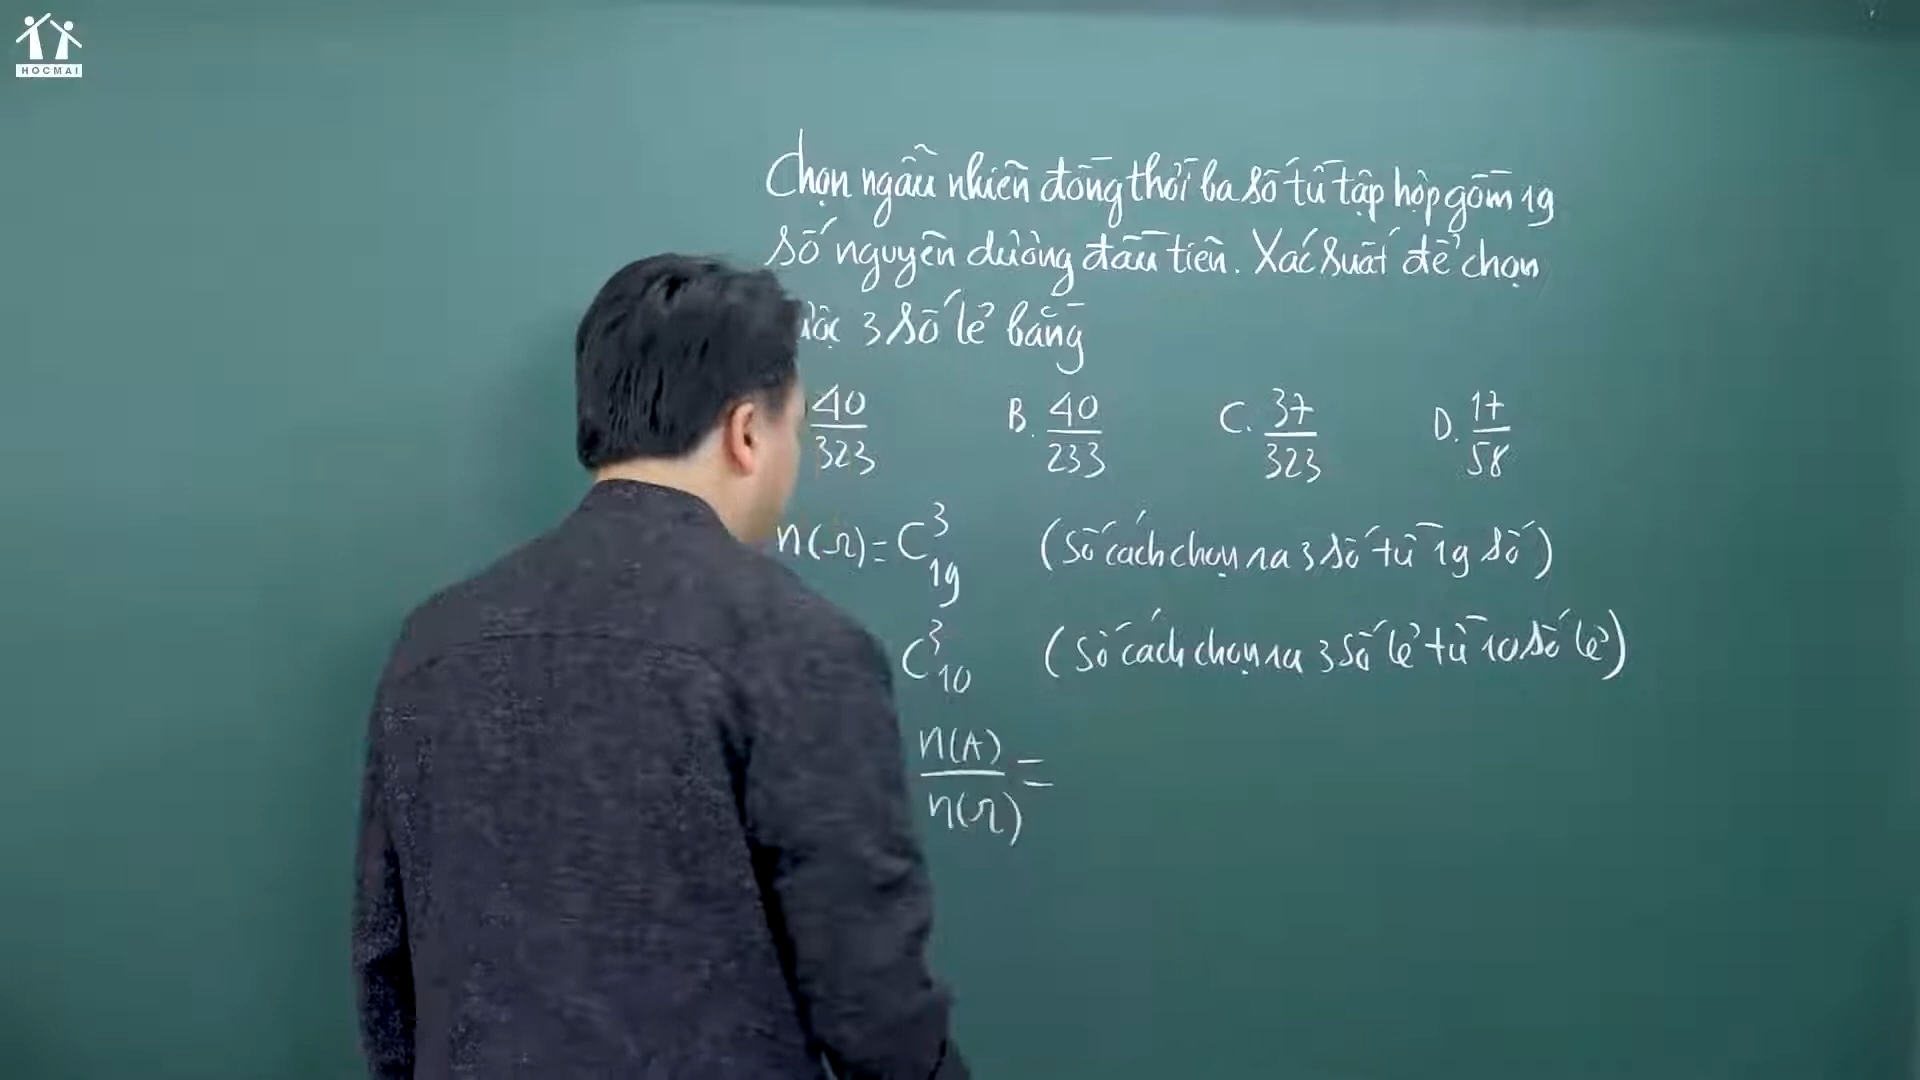 HOCMAI
Chọn ngẫu nhiên đồng thời ba số từ tập hợp gồm 19
số nguyên dương đầu tiên. Xác suất để chọn
3 số lẻ bằng
40/323 B. 40/233 C. 37/323 D. 17/58
n(Ω) = C³₁₉ (số cách chọn ra 3 số từ 19 số)
C³₁₀ (số cách chọn ra 3 số lẻ từ 10 số lẻ)
n(A)/n(Ω) =